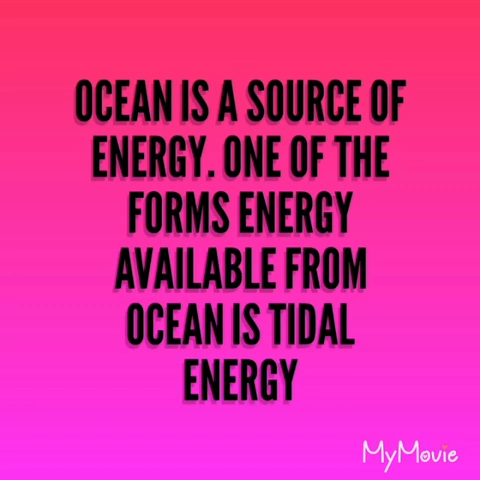 OCEAN IS A SOURCE OF
ENERGY. ONE OF THE
FORMS ENERGY
AVAILABLE FROM
OCEAN IS TIDAL
ENERGY
MyMovie